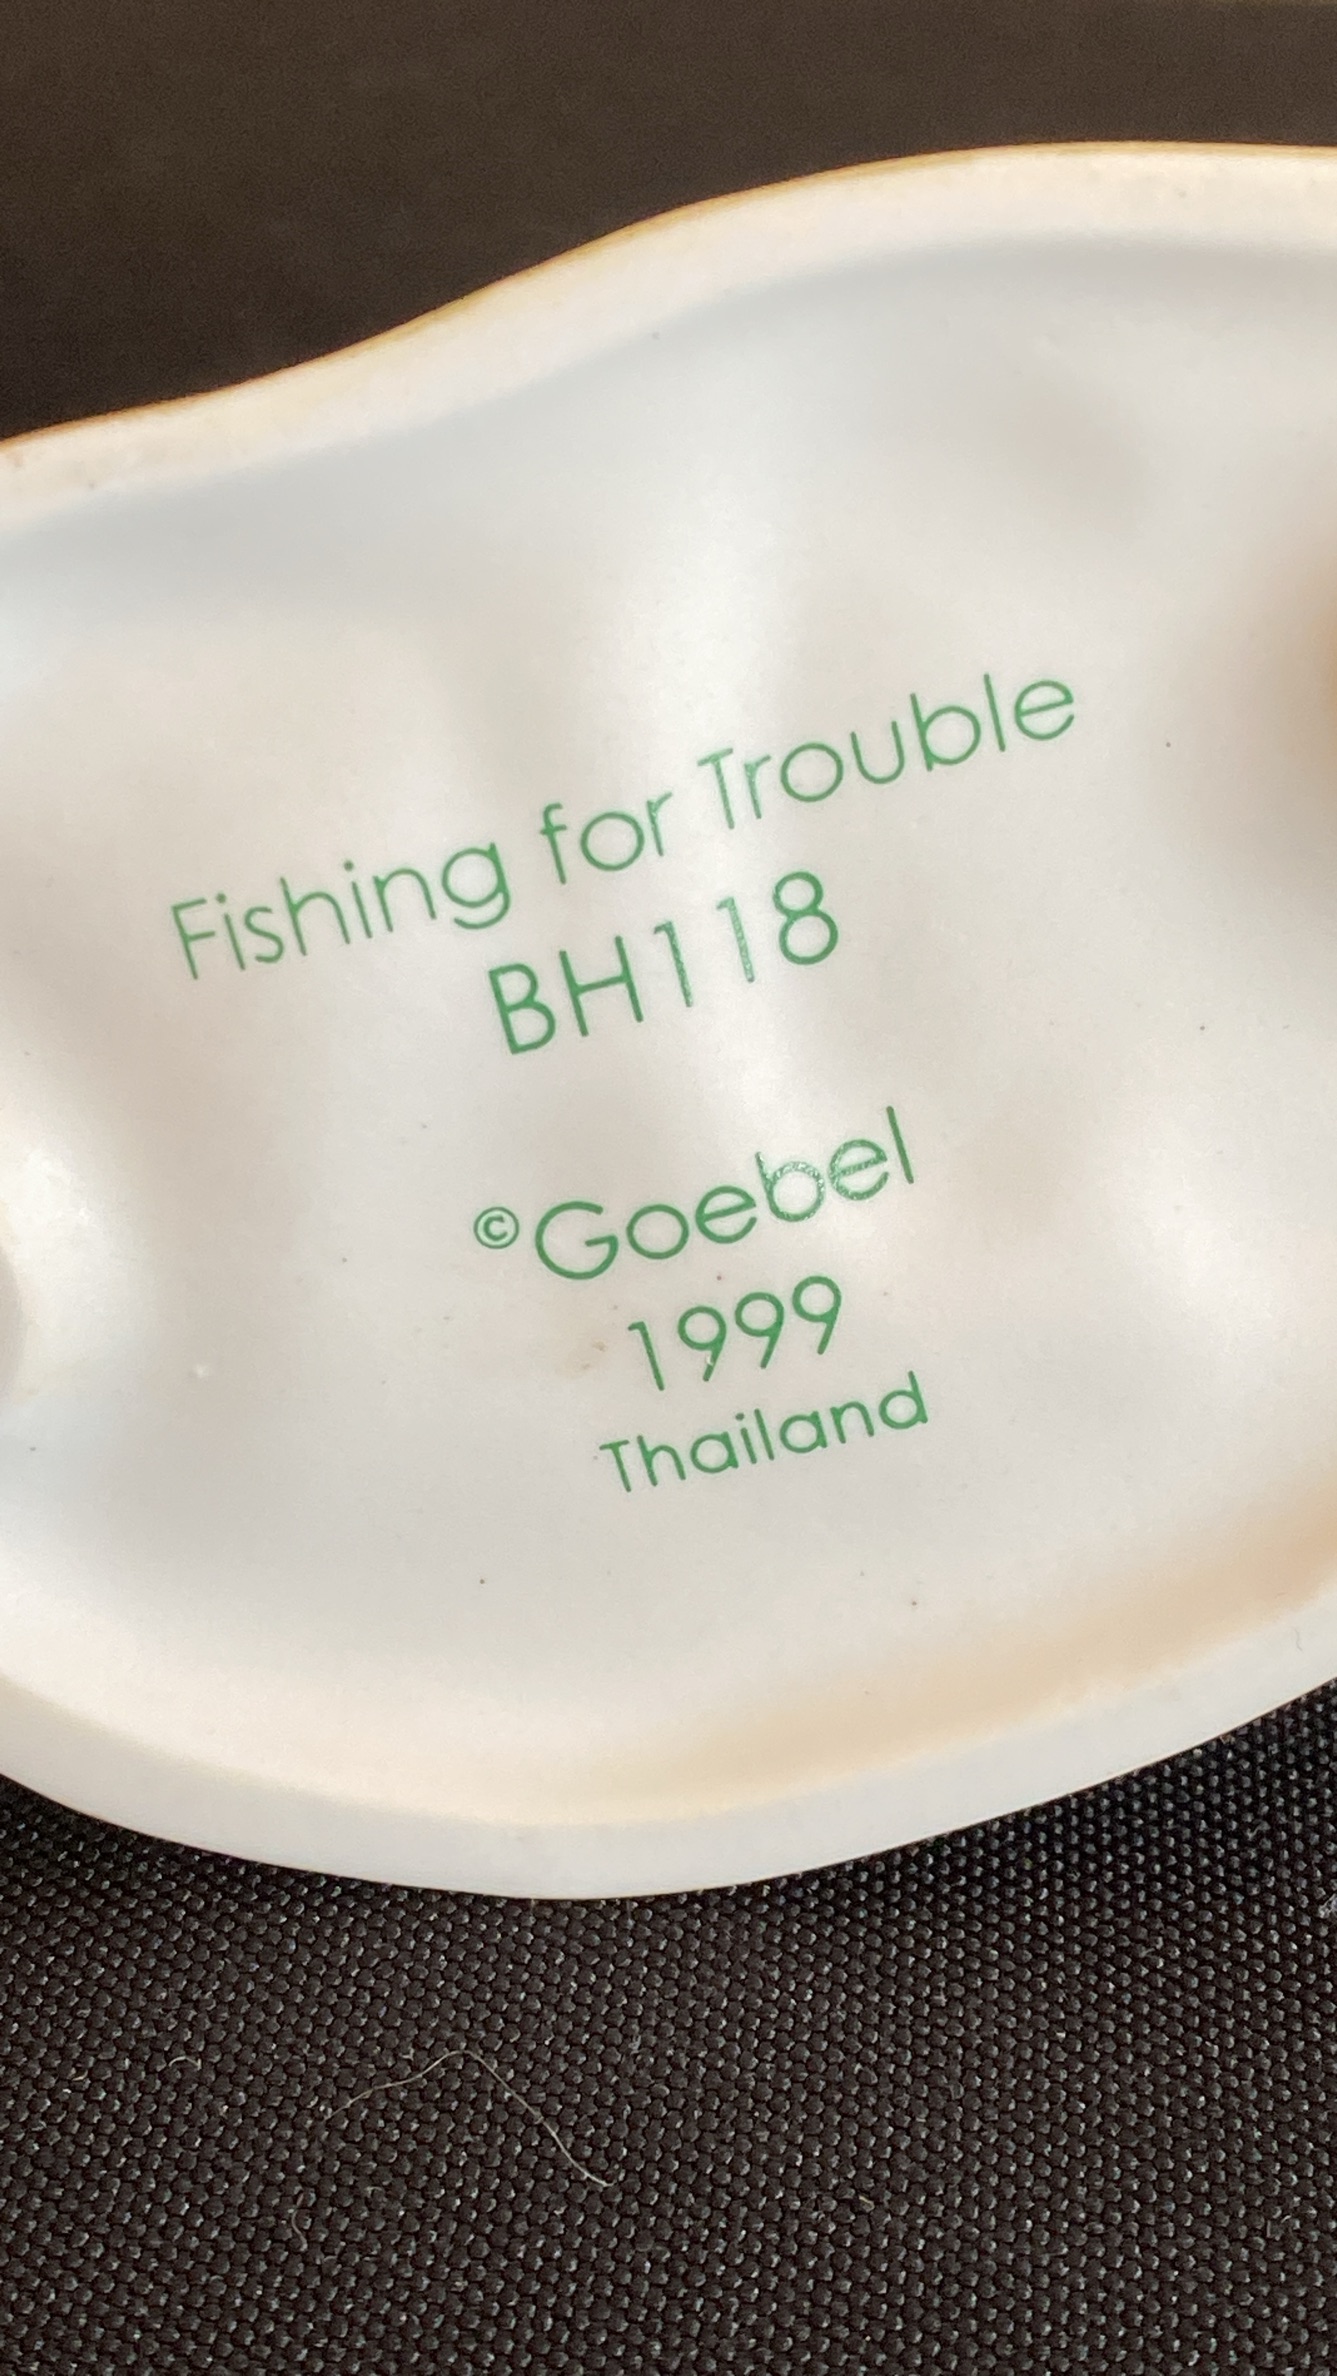 Fishing for Trouble
BH118
©Goebel
1999
Thailand